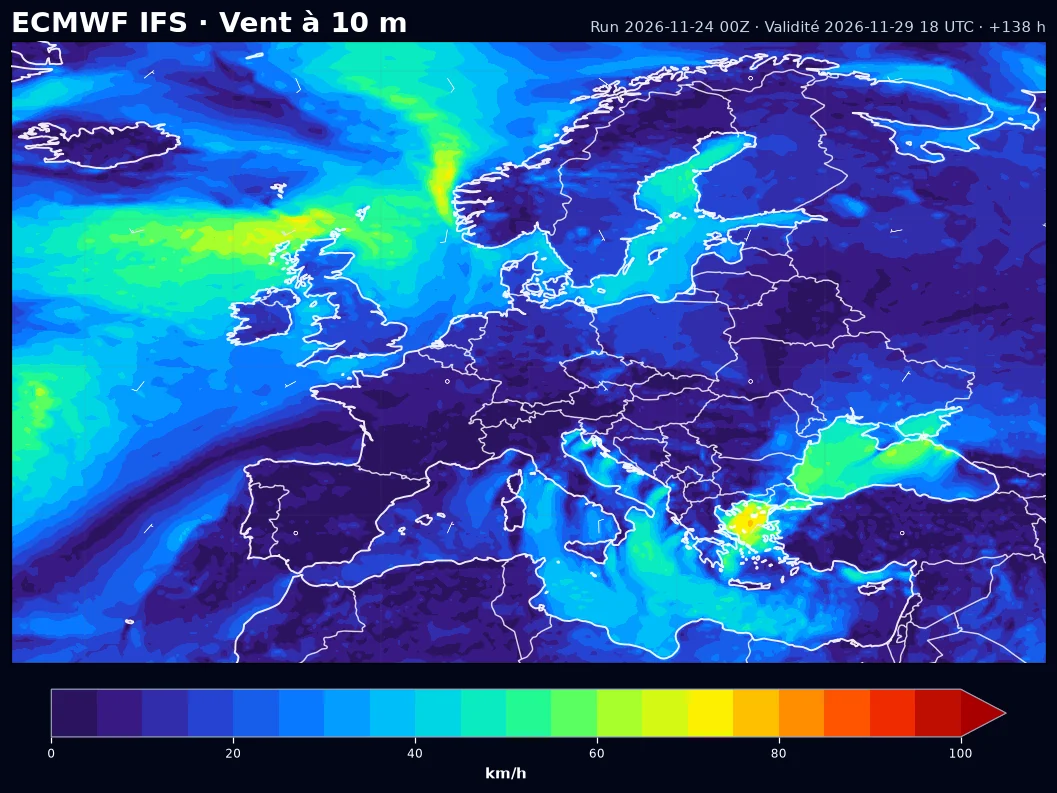 ECMWF IFS · Vent à 10 m
Run 2026-11-24 00Z · Validité 2026-11-29 18 UTC · +138 h
0 20 40 60 80 100
km/h